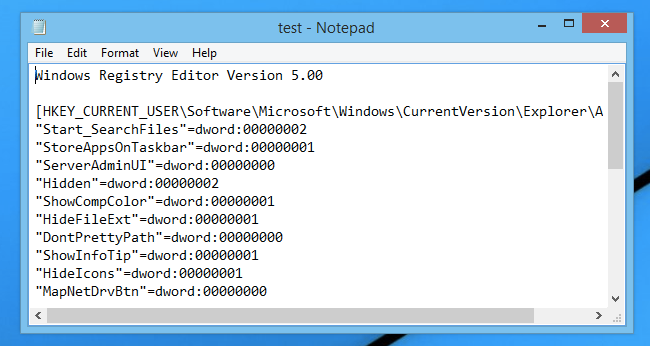 test - Notepad
File Edit Format View Help
Windows Registry Editor Version 5.00
[HKEY_CURRENT_USER\Software\Microsoft\Windows\CurrentVersion\Explorer\A
"Start_SearchFiles"=dword:00000002
"StoreAppsOnTaskbar"=dword:00000001
"ServerAdminUI"=dword:00000000
"Hidden"=dword:00000002
"ShowCompColor"=dword:00000001
"HideFileExt"=dword:00000001
"DontPrettyPath"=dword:00000000
"ShowInfoTip"=dword:00000001
"HideIcons"=dword:00000001
"MapNetDrvBtn"=dword:00000000